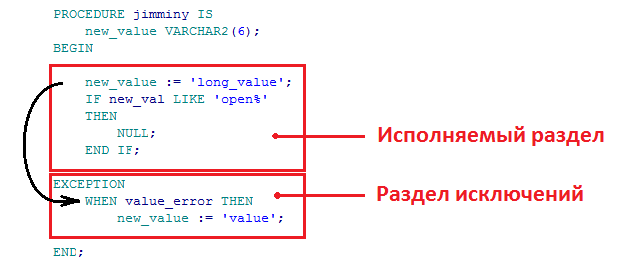 PROCEDURE jimminy IS
new_value VARCHAR2(6);
BEGIN
new_value := 'long_value';
IF new_val LIKE 'open%'
THEN
NULL;
END IF;
Исполняемый раздел
EXCEPTION
WHEN value_error THEN
new_value := 'value';
Раздел исключений
END;